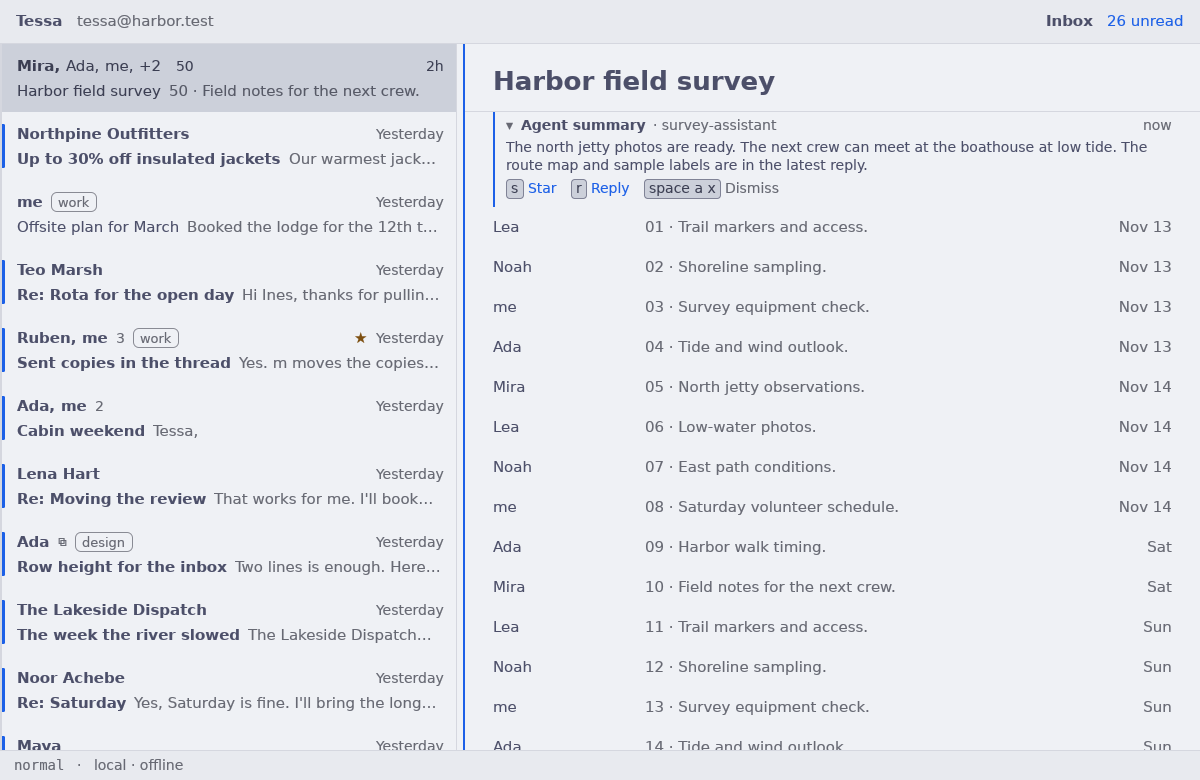 Tessa tessa@harbor.test
Inbox 26 unread
Mira, Ada, me, +2 50 2h
Harbor field survey 50 · Field notes for the next crew.
Northpine Outfitters Yesterday
Up to 30% off insulated jackets Our warmest jack…
me work Yesterday
Offsite plan for March Booked the lodge for the 12th t…
Teo Marsh Yesterday
Re: Rota for the open day Hi Ines, thanks for pullin…
Ruben, me 3 work ★ Yesterday
Sent copies in the thread Yes. m moves the copies…
Ada, me 2 Yesterday
Cabin weekend Tessa,
Lena Hart Yesterday
Re: Moving the review That works for me. I'll book…
Ada design Yesterday
Row height for the inbox Two lines is enough. Here…
The Lakeside Dispatch Yesterday
The week the river slowed The Lakeside Dispatch…
Noor Achebe Yesterday
Re: Saturday Yes, Saturday is fine. I'll bring the long…
Maya Yesterday
Harbor field survey
▾ Agent summary · survey-assistant now
The north jetty photos are ready. The next crew can meet at the boathouse at low tide. The
route map and sample labels are in the latest reply.
s Star r Reply space a x Dismiss
Lea 01 · Trail markers and access. Nov 13
Noah 02 · Shoreline sampling. Nov 13
me 03 · Survey equipment check. Nov 13
Ada 04 · Tide and wind outlook. Nov 13
Mira 05 · North jetty observations. Nov 14
Lea 06 · Low-water photos. Nov 14
Noah 07 · East path conditions. Nov 14
me 08 · Saturday volunteer schedule. Nov 14
Ada 09 · Harbor walk timing. Sat
Mira 10 · Field notes for the next crew. Sat
Lea 11 · Trail markers and access. Sun
Noah 12 · Shoreline sampling. Sun
me 13 · Survey equipment check. Sun
Ada 14 · Tide and wind outlook. Sun
normal · local · offline